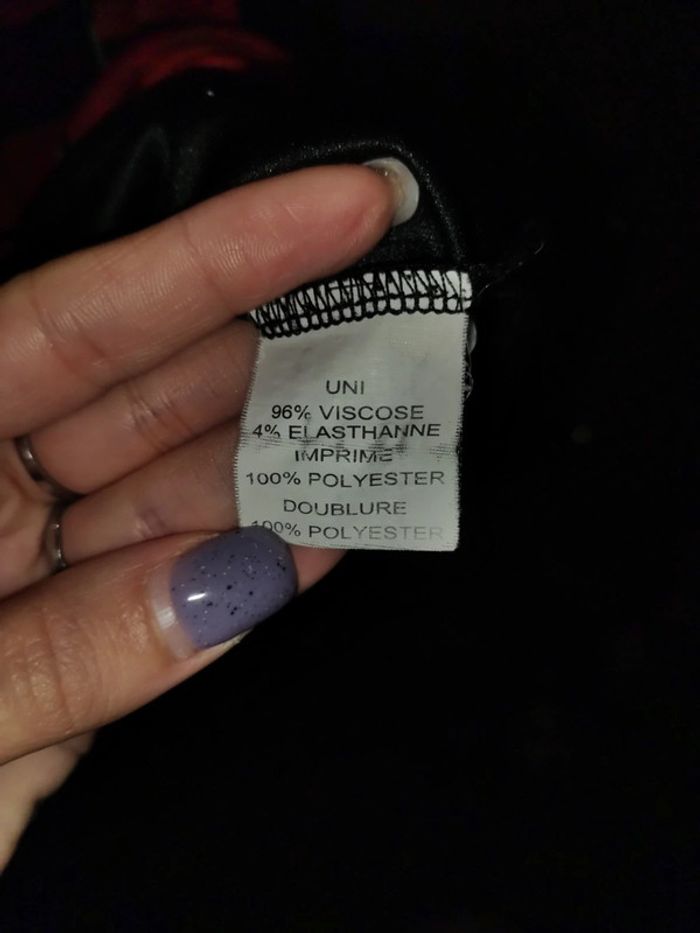 UNI
96% VISCOSE
4% ELASTHANNE
IMPRIME
100% POLYESTER
DOUBLURE
100% POLYESTER